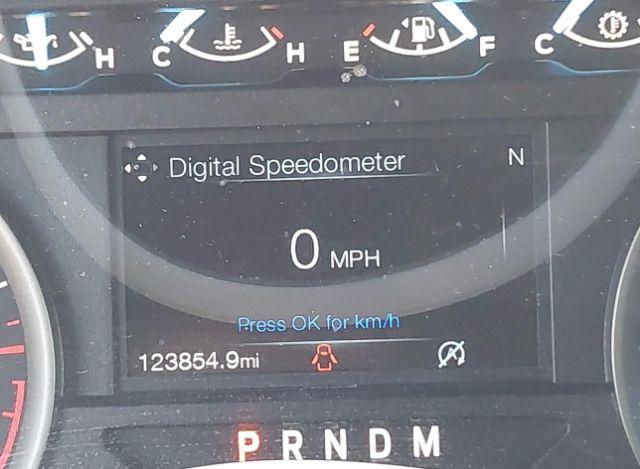 H C H E F C
Digital Speedometer N
0 MPH
Press OK for km/h
123854.9mi
P R N D M